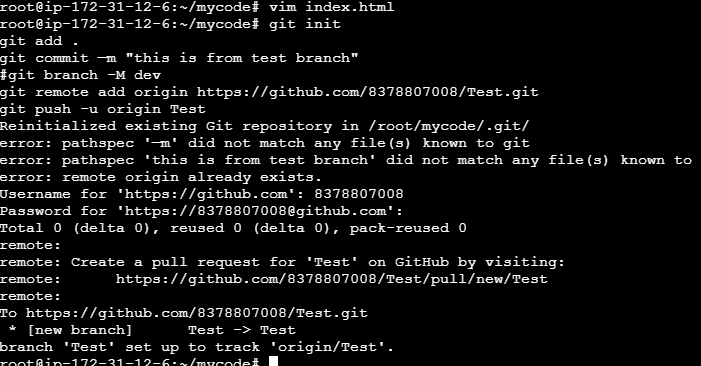 root@ip-172-31-12-6:~/mycode# vim index.html
root@ip-172-31-12-6:~/mycode# git init
git add .
git commit —m "this is from test branch"
#git branch -M dev
git remote add origin https://github.com/8378807008/Test.git
git push -u origin Test
Reinitialized existing Git repository in /root/mycode/.git/
error: pathspec '—m' did not match any file(s) known to git
error: pathspec 'this is from test branch' did not match any file(s) known to
error: remote origin already exists.
Username for 'https://github.com': 8378807008
Password for 'https://8378807008@github.com':
Total 0 (delta 0), reused 0 (delta 0), pack-reused 0
remote:
remote: Create a pull request for 'Test' on GitHub by visiting:
remote:      https://github.com/8378807008/Test/pull/new/Test
remote:
To https://github.com/8378807008/Test.git
 * [new branch]      Test -> Test
branch 'Test' set up to track 'origin/Test'.
root@ip-172-31-12-6:~/mycode#